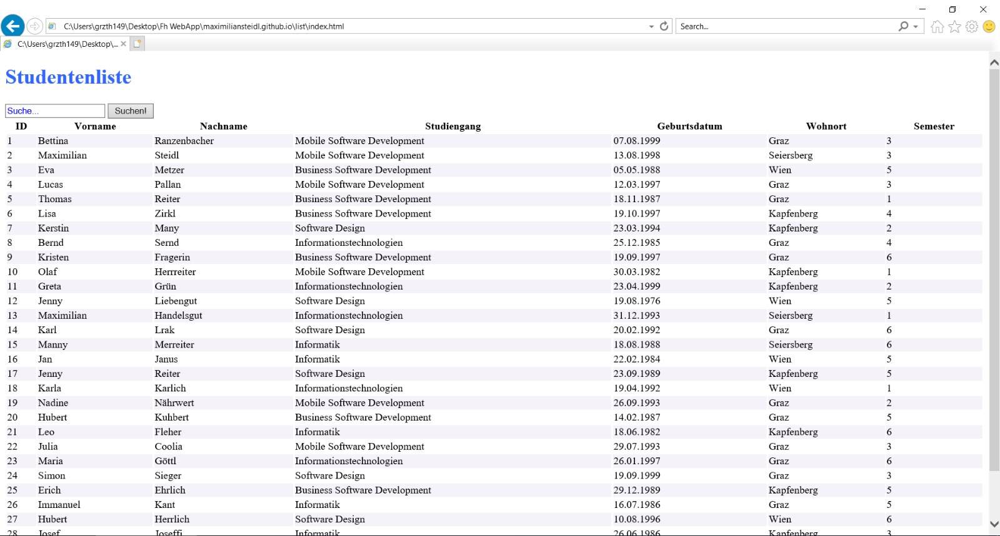 C:\Users\grzth149\Desktop\Fh WebApp\maximiliansteidl.github.io\list\index.html
Search...
C:\Users\grzth149\Desktop\...
Studentenliste
Suche... Suchen!
ID Vorname Nachname Studiengang Geburtsdatum Wohnort Semester
1 Bettina Ranzenbacher Mobile Software Development 07.08.1999 Graz 3
2 Maximilian Steidl Mobile Software Development 13.08.1998 Seiersberg 3
3 Eva Metzer Business Software Development 05.05.1988 Wien 5
4 Lucas Pallan Mobile Software Development 12.03.1997 Graz 3
5 Thomas Reiter Business Software Development 18.11.1987 Graz 1
6 Lisa Zirkl Business Software Development 19.10.1997 Kapfenberg 4
7 Kerstin Many Software Design 23.03.1994 Kapfenberg 2
8 Bernd Sernd Informationstechnologien 25.12.1985 Graz 4
9 Kristen Fragerin Business Software Development 19.09.1997 Graz 6
10 Olaf Herrreiter Mobile Software Development 30.03.1982 Kapfenberg 1
11 Greta Grün Informationstechnologien 23.04.1999 Kapfenberg 2
12 Jenny Liebengut Software Design 19.08.1976 Wien 5
13 Maximilian Handelsgut Informationstechnologien 31.12.1993 Seiersberg 1
14 Karl Lrak Software Design 20.02.1992 Graz 6
15 Manny Merreiter Informatik 18.08.1988 Seiersberg 6
16 Jan Janus Informatik 22.02.1984 Wien 5
17 Jenny Reiter Software Design 23.09.1989 Kapfenberg 5
18 Karla Karlich Informationstechnologien 19.04.1992 Wien 1
19 Nadine Nährwert Mobile Software Development 26.09.1993 Graz 2
20 Hubert Kuhbert Business Software Development 14.02.1987 Graz 5
21 Leo Fleher Informatik 18.06.1982 Kapfenberg 6
22 Julia Coolia Mobile Software Development 29.07.1993 Graz 3
23 Maria Göttl Informationstechnologien 26.01.1997 Graz 6
24 Simon Sieger Software Design 19.09.1999 Graz 3
25 Erich Ehrlich Business Software Development 29.12.1989 Kapfenberg 5
26 Immanuel Kant Informatik 16.07.1986 Graz 5
27 Hubert Herrlich Software Design 10.08.1996 Wien 6
28 Josef Joseffi Informatik 26.06.1986 Kapfenberg 3